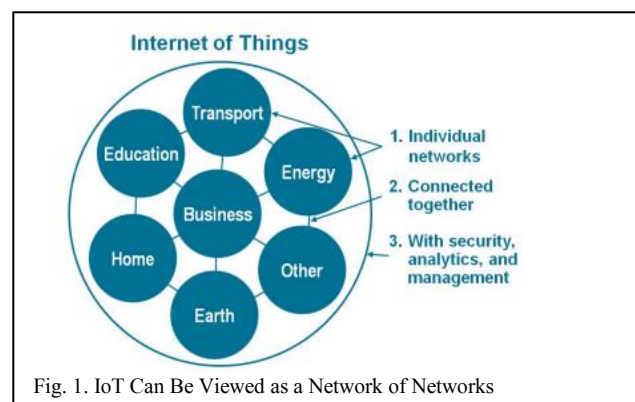 Internet of Things
Transport
Education
Energy
Business
Home
Other
Earth
1. Individual
networks
2. Connected
together
3. With security,
analytics, and
management
Fig. 1. IoT Can Be Viewed as a Network of Networks